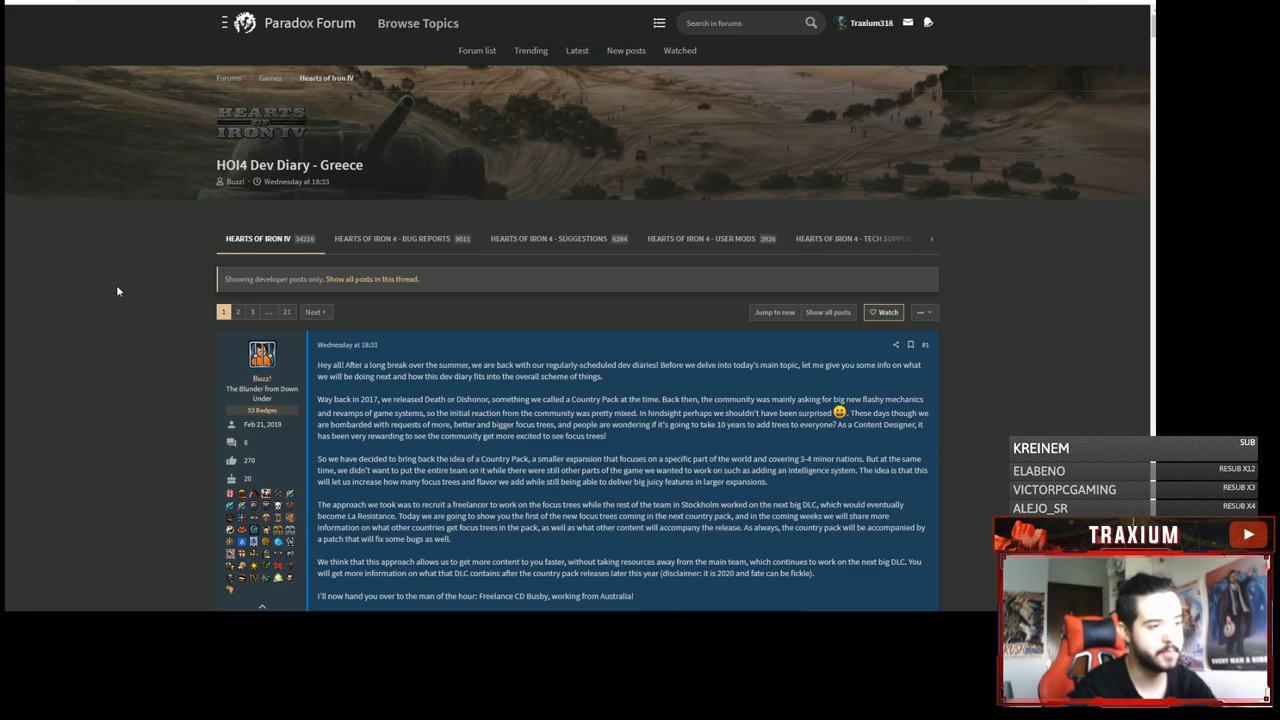 Paradox Forum
Browse Topics
Search in forums
Traxium318
Forum list
Trending
Latest
New posts
Watched
Forums
Games
Hearts of Iron IV
HEARTS
OF
IRON IV
HOI4 Dev Diary - Greece
Buzz!
Wednesday at 18:33
HEARTS OF IRON IV 34216
HEARTS OF IRON 4 - BUG REPORTS 9011
HEARTS OF IRON 4 - SUGGESTIONS 6284
HEARTS OF IRON 4 - USER MODS 3926
HEARTS OF IRON 4 - TECH SUPPOR
Showing developer posts only. Show all posts in this thread.
1 2 3 ... 21 Next
Jump to new
Show all posts
Watch
Wednesday at 18:33
#1
Buzz!
The Blunder from Down
Under
53 Badges
Feb 21, 2019
6
270
20
Hey all! After a long break over the summer, we are back with our regularly-scheduled dev diaries! Before we delve into today's main topic, let me give you some info on what
we will be doing next and how this dev diary fits into the overall scheme of things.
Way back in 2017, we released Death or Dishonor, something we called a Country Pack at the time. Back then, the community was mainly asking for big new flashy mechanics
and revamps of game systems, so the initial reaction from the community was pretty mixed. In hindsight perhaps we shouldn't have been surprised 😀. These days though we
are bombarded with requests of more, better and bigger focus trees, and people are wondering if it's going to take 10 years to add trees to everyone? As a Content Designer, it
has been very rewarding to see the community get more excited to see focus trees!
So we have decided to bring back the idea of a Country Pack, a smaller expansion that focuses on a specific part of the world and covering 3-4 minor nations. But at the same
time, we didn't want to put the entire team on it while there were still other parts of the game we wanted to work on such as adding an intelligence system. The idea is that this
will let us increase how many focus trees and flavor we add while still being able to deliver big juicy features in larger expansions.
The approach we took was to recruit a freelancer to work on the focus trees while the rest of the team in Stockholm worked on the next big DLC, which would eventually
become La Resistance. Today we are going to show you the first of the new focus trees coming in the next country pack, and in the coming weeks we will share more
information on what other countries get focus trees in the pack, as well as what other content will accompany the release. As always, the country pack will be accompanied by
a patch that will fix some bugs as well.
We think that this approach allows us to get more content to you faster, without taking resources away from the main team, which continues to work on the next big DLC. You
will get more information on what that DLC contains after the country pack releases later this year (disclaimer: it is 2020 and fate can be fickle).
I'll now hand you over to the man of the hour: Freelance CD Busby, working from Australia!
KREINEM SUB
ELABENO RESUB X12
VICTORPCGAMING RESUB X3
ALEJO_SR RESUB X4
TRAXIUM